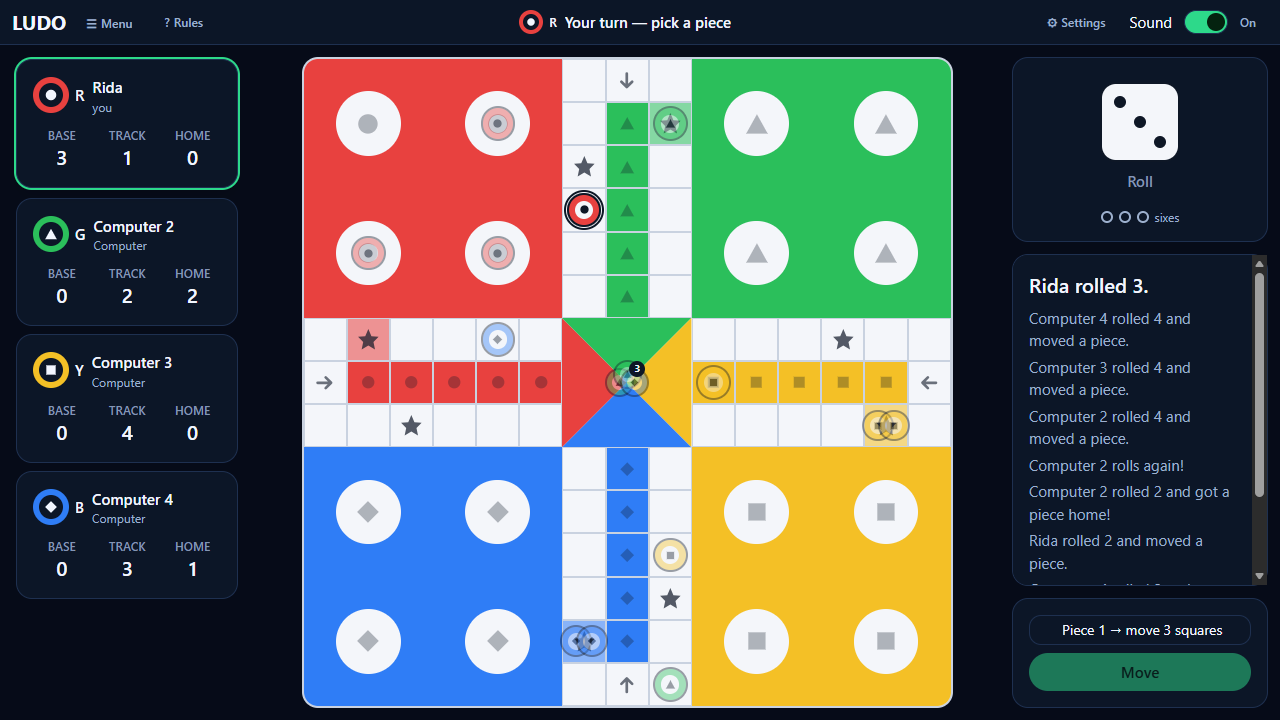 LUDO
☰ Menu
? Rules
R Your turn — pick a piece
⚙ Settings
Sound
On
R Rida
you
BASE TRACK HOME
3 1 0
G Computer 2
Computer
BASE TRACK HOME
0 2 2
Y Computer 3
Computer
BASE TRACK HOME
0 4 0
B Computer 4
Computer
BASE TRACK HOME
0 3 1
3
Roll
sixes
Rida rolled 3.
Computer 4 rolled 4 and
moved a piece.
Computer 3 rolled 4 and
moved a piece.
Computer 2 rolled 4 and
moved a piece.
Computer 2 rolls again!
Computer 2 rolled 2 and got a
piece home!
Rida rolled 2 and moved a
piece.
Piece 1 → move 3 squares
Move